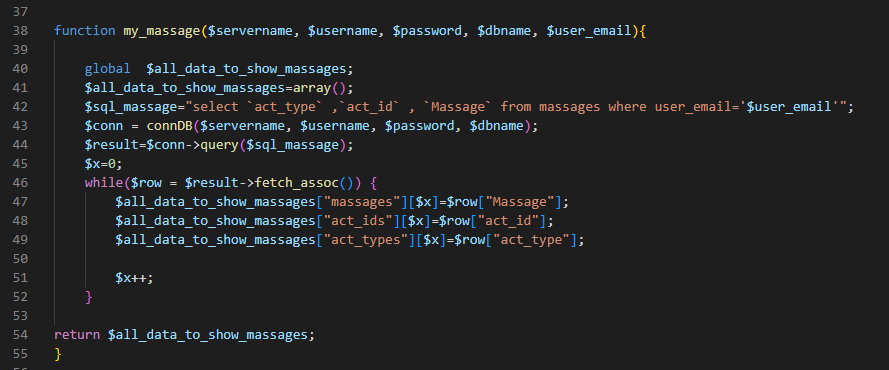 37
38 function my_massage($servername, $username, $password, $dbname, $user_email){
39
40 global  $all_data_to_show_massages;
41 $all_data_to_show_massages=array();
42 $sql_massage="select `act_type` ,`act_id` , `Massage` from massages where user_email='$user_email'";
43 $conn = connDB($servername, $username, $password, $dbname);
44 $result=$conn->query($sql_massage);
45 $x=0;
46 while($row = $result->fetch_assoc()) {
47 $all_data_to_show_massages["massages"][$x]=$row["Massage"];
48 $all_data_to_show_massages["act_ids"][$x]=$row["act_id"];
49 $all_data_to_show_massages["act_types"][$x]=$row["act_type"];
50
51 $x++;
52 }
53
54 return $all_data_to_show_massages;
55 }